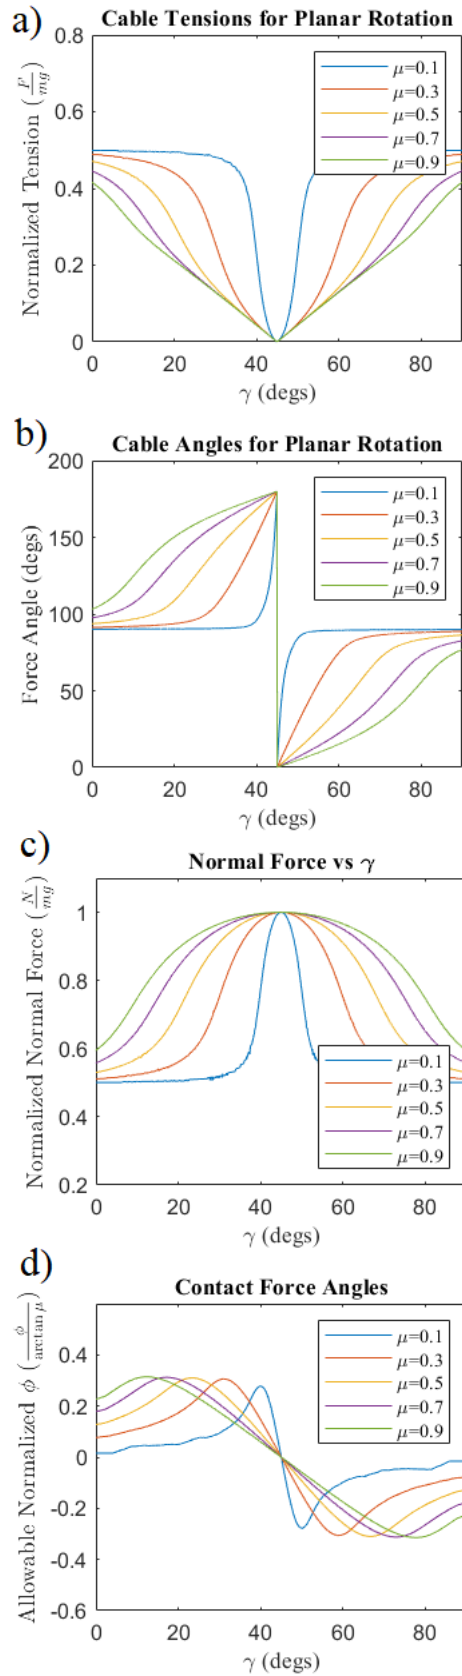 a)
Cable Tensions for Planar Rotation
Normalized Tension (F/mg)
0.8
0.6
0.4
0.2
0
μ=0.1
μ=0.3
μ=0.5
μ=0.7
μ=0.9
0 20 40 60 80
γ (degs)
b)
Cable Angles for Planar Rotation
Force Angle (degs)
200
150
100
50
0
μ=0.1
μ=0.3
μ=0.5
μ=0.7
μ=0.9
0 20 40 60 80
γ (degs)
c)
Normal Force vs γ
Normalized Normal Force (N/mg)
1
0.8
0.6
0.4
0.2
μ=0.1
μ=0.3
μ=0.5
μ=0.7
μ=0.9
0 20 40 60 80
γ (degs)
d)
Contact Force Angles
Allowable Normalized ϕ (ϕ/arctan μ)
0.4
0.2
0
-0.2
-0.4
-0.6
μ=0.1
μ=0.3
μ=0.5
μ=0.7
μ=0.9
0 20 40 60 80
γ (degs)